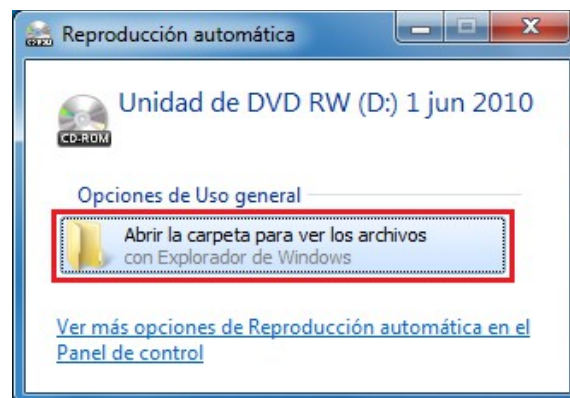 Reproducción automática
Unidad de DVD RW (D:) 1 jun 2010
CD-ROM
Opciones de Uso general
Abrir la carpeta para ver los archivos
con Explorador de Windows
Ver más opciones de Reproducción automática en el
Panel de control